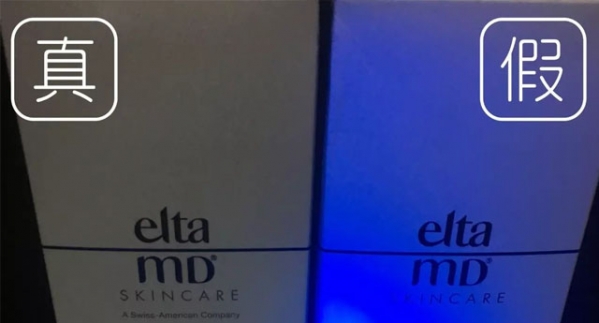 真
假
elta
MD®
SKINCARE
A Swiss-American Company
elta
MD®
SKINCARE